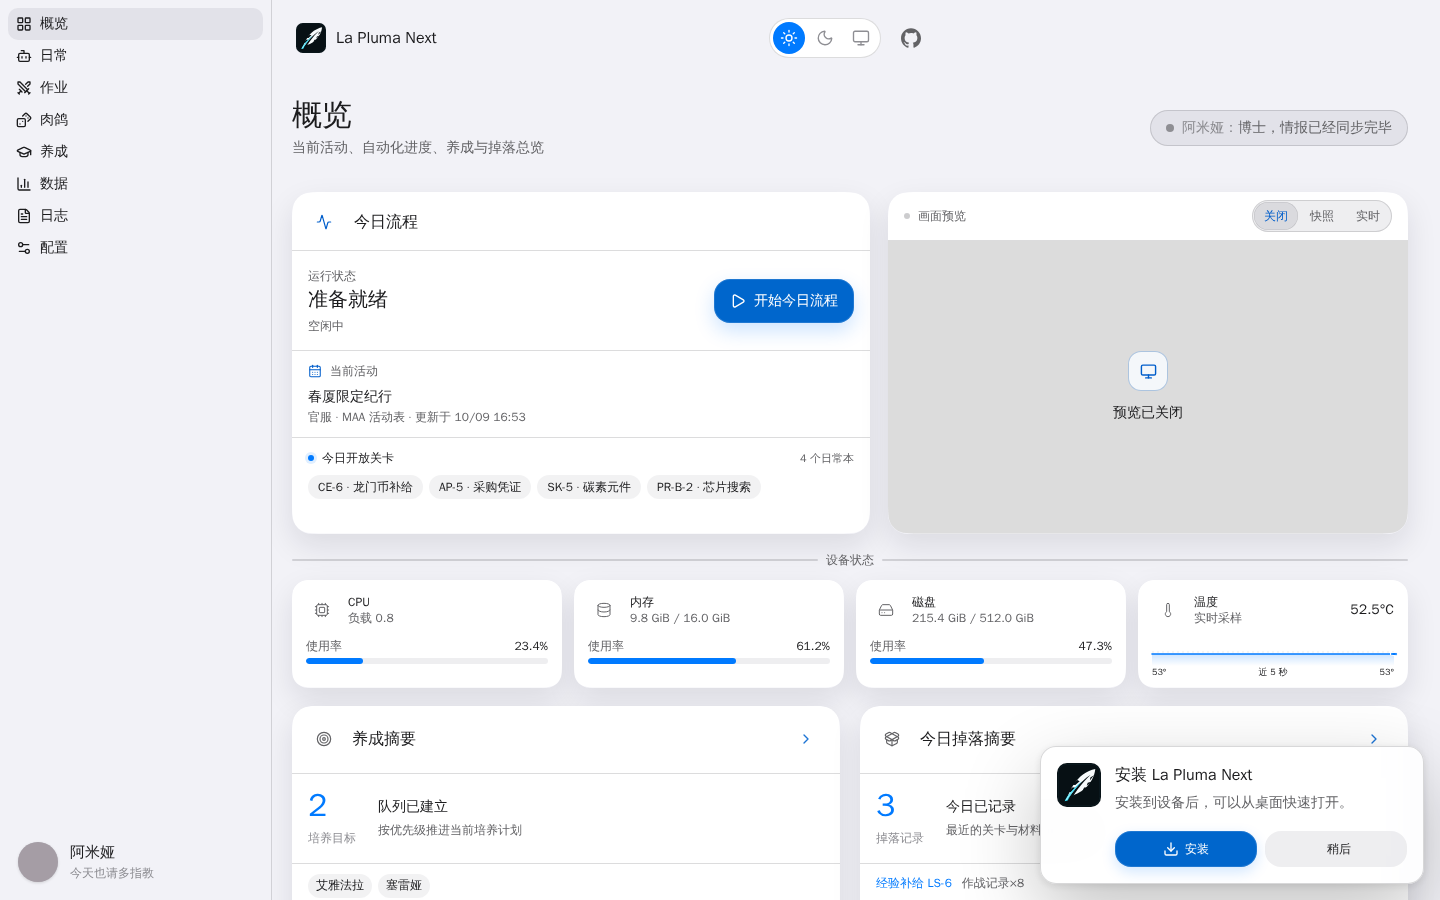 概览
日常
作业
肉鸽
养成
数据
日志
配置
阿米娅
今天也请多指教
La Pluma Next
概览
当前活动、自动化进度、养成与掉落总览
阿米娅：博士，情报已经同步完毕
今日流程
运行状态
准备就绪
空闲中
开始今日流程
当前活动
春厦限定纪行
官服 · MAA 活动表 · 更新于 10/09 16:53
今日开放关卡
4 个日常本
CE-6 · 龙门币补给
AP-5 · 采购凭证
SK-5 · 碳素元件
PR-B-2 · 芯片搜索
画面预览
关闭
快照
实时
预览已关闭
设备状态
CPU
负载 0.8
使用率
23.4%
内存
9.8 GiB / 16.0 GiB
使用率
61.2%
磁盘
215.4 GiB / 512.0 GiB
使用率
47.3%
温度
实时采样
52.5°C
53°
近 5 秒
53°
养成摘要
2
培养目标
队列已建立
按优先级推进当前培养计划
艾雅法拉
塞雷娅
今日掉落摘要
3
掉落记录
今日已记录
最近的关卡与材料
经验补给 LS-6
作战记录×8
安装 La Pluma Next
安装到设备后，可以从桌面快速打开。
安装
稍后